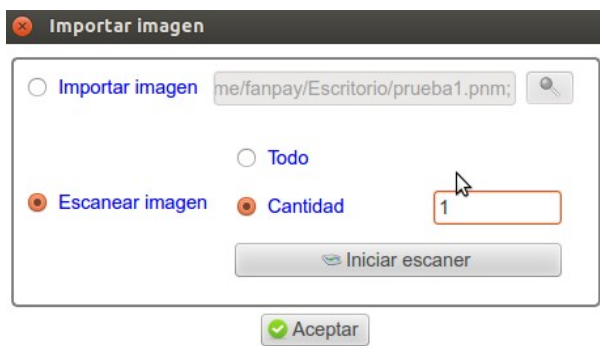 Importar imagen
Importar imagen me/fanpay/Escritorio/prueba1.pnm;
Todo
Escanear imagen Cantidad 1
Iniciar escaner
Aceptar